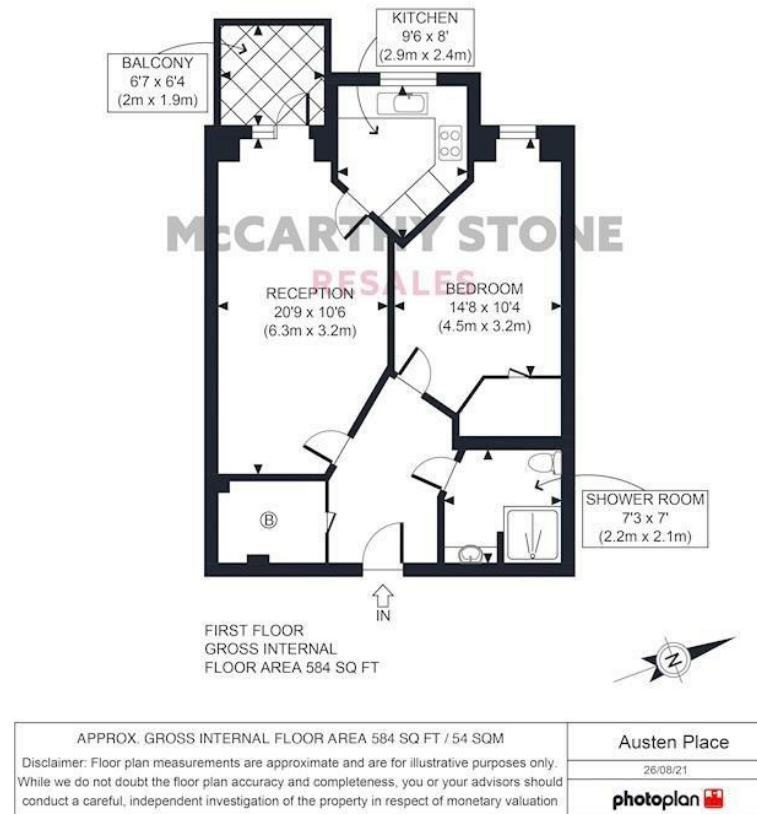 KITCHEN
9'6 x 8'
(2.9m x 2.4m)
BALCONY
6'7 x 6'4
(2m x 1.9m)
McCARTHY STONE
RESALES
RECEPTION
20'9 x 10'6
(6.3m x 3.2m)
BEDROOM
14'8 x 10'4
(4.5m x 3.2m)
B
SHOWER ROOM
7'3 x 7'
(2.2m x 2.1m)
IN
FIRST FLOOR
GROSS INTERNAL
FLOOR AREA 584 SQ FT
N
APPROX. GROSS INTERNAL FLOOR AREA 584 SQ FT / 54 SQM
Disclaimer: Floor plan measurements are approximate and are for illustrative purposes only.
While we do not doubt the floor plan accuracy and completeness, you or your advisors should
conduct a careful, independent investigation of the property in respect of monetary valuation
Austen Place
26/08/21
photoplan